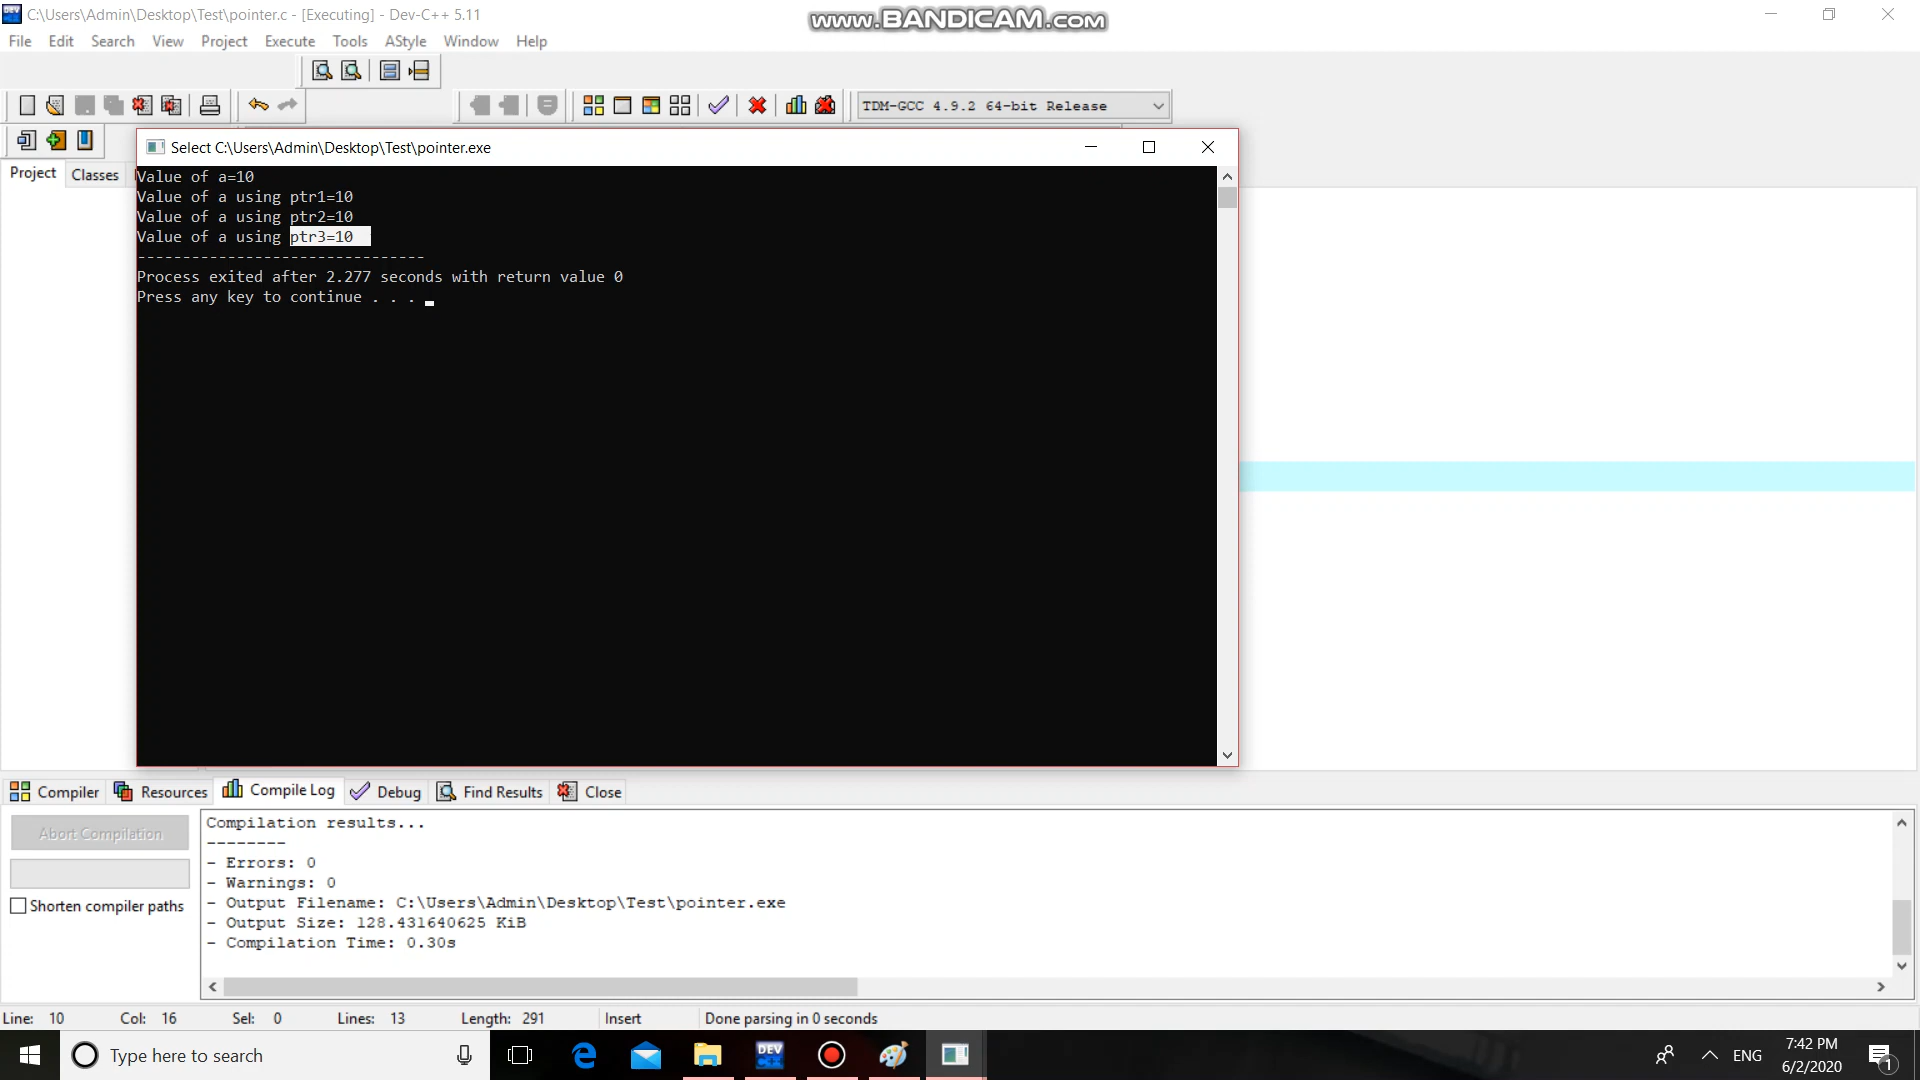 C:\Users\Admin\Desktop\Test\pointer.c - [Executing] - Dev-C++ 5.11
www.BANDICAM.com
File Edit Search View Project Execute Tools AStyle Window Help
TDM-GCC 4.9.2 64-bit Release
Select C:\Users\Admin\Desktop\Test\pointer.exe
Project Classes
Value of a=10
Value of a using ptr1=10
Value of a using ptr2=10
Value of a using ptr3=10
--------------------------------
Process exited after 2.277 seconds with return value 0
Press any key to continue . . .
Compiler Resources Compile Log Debug Find Results Close
Abort Compilation
Shorten compiler paths
Compilation results...
--------
- Errors: 0
- Warnings: 0
- Output Filename: C:\Users\Admin\Desktop\Test\pointer.exe
- Output Size: 128.431640625 KiB
- Compilation Time: 0.30s
Line: 10 Col: 16 Sel: 0 Lines: 13 Length: 291 Insert Done parsing in 0 seconds
Type here to search
DEV
ENG
7:42 PM
6/2/2020
1